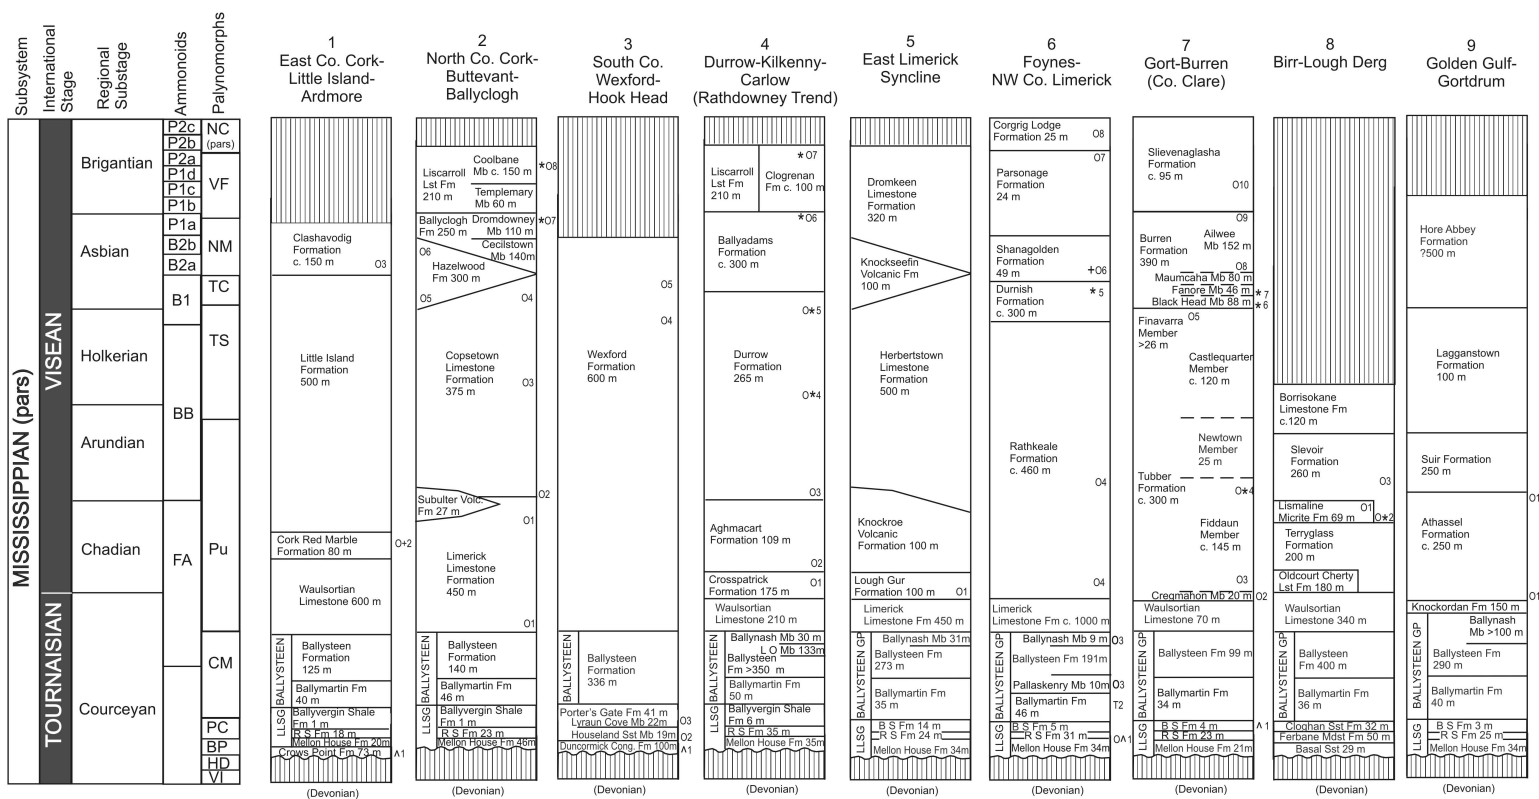 Subsystem
International
Stage
Regional
Substage
Ammonoids
Palynomorphs
MISSISSIPPIAN (pars)
VISEAN
TOURNAISIAN
Brigantian
Asbian
Holkerian
Arundian
Chadian
Courceyan
P2c
P2b
P2a
P1d
P1c
P1b
P1a
B2b
B2a
B1
BB
FA
NC
(pars)
VF
NM
TC
TS
Pu
CM
PC
BP
HD
VI
1
East Co. Cork-
Little Island-
Ardmore
Clashavodig
Formation
c. 150 m
O3
Little Island
Formation
500 m
Cork Red Marble
Formation 80 m
O+2
Waulsortian
Limestone 600 m
BALLYSTEEN
Ballysteen
Formation
125 m
Ballymartin Fm
40 m
LLSG
Ballyvergin Shale
Fm 1 m
R S Fm 18 m
Mellon House Fm 20m
Crows Point Fm 73 m
^1
(Devonian)
2
North Co. Cork-
Buttevant-
Ballyclogh
Liscarroll
Lst Fm
210 m
Coolbane
Mb c. 150 m
*O8
Templemary
Mb 60 m
Ballyclogh
Fm 250 m
Dromdowney
Mb 110 m
*O7
Cecilstown
Mb 140m
O6
Hazelwood
Fm 300 m
O5
O4
Copsetown
Limestone
Formation
375 m
O3
Subulter Volc.
Fm 27 m
O2
O1
Limerick
Limestone
Formation
450 m
O1
BALLYSTEEN
Ballysteen
Formation
140 m
Ballymartin Fm
46 m
LLSG
Ballyvergin Shale
Fm 1 m
R S Fm 23 m
Mellon House Fm 46m
(Devonian)
3
South Co.
Wexford-
Hook Head
O5
O4
Wexford
Formation
600 m
BALLYSTEEN
Ballysteen
Formation
336 m
Porter's Gate Fm 41 m
Lyraun Cove Mb 22m
O3
Houseland Sst Mb 19m
O2
Duncormick Cong. Fm 100m
^1
(Devonian)
4
Durrow-Kilkenny-
Carlow
(Rathdowney Trend)
Liscarroll
Lst Fm
210 m
*O7
Clogrenan
Fm c. 100 m
*O6
Ballyadams
Formation
c. 300 m
O*5
Durrow
Formation
265 m
O*4
O3
Aghmacart
Formation 109 m
O2
Crosspatrick
Formation 175 m
O1
Waulsortian
Limestone 210 m
BALLYSTEEN GP
Ballynash Mb 30 m
L O Mb 133m
Ballysteen
Fm >350 m
Ballymartin Fm
50 m
LLSG
Ballyvergin Shale
Fm 6 m
R S Fm 35 m
Mellon House Fm 35m
(Devonian)
5
East Limerick
Syncline
Dromkeen
Limestone
Formation
320 m
Knockseefin
Volcanic Fm
100 m
Herbertstown
Limestone
Formation
500 m
Knockroe
Volcanic
Formation 100 m
Lough Gur
Formation 100 m
O1
Limerick
Limestone Fm 450 m
BALLYSTEEN GP
Ballynash Mb 31m
Ballysteen Fm
273 m
Ballymartin Fm
35 m
LLSG
B S Fm 14 m
R S Fm 24 m
Mellon House Fm 34m
(Devonian)
6
Foynes-
NW Co. Limerick
Corgrig Lodge
Formation 25 m
O8
O7
Parsonage
Formation
24 m
Shanagolden
Formation
49 m
+O6
Durnish
Formation
c. 300 m
* 5
Rathkeale
Formation
c. 460 m
O4
O4
Limerick
Limestone Fm c. 1000 m
BALLYSTEEN GP
Ballynash Mb 9 m
O3
Ballysteen Fm 191m
Pallaskenry Mb 10m
O3
Ballymartin Fm
46 m
T2
LLSG
B S Fm 5 m
R S Fm 31 m
O^1
Mellon House Fm 34m
(Devonian)
7
Gort-Burren
(Co. Clare)
Slievenaglasha
Formation
c. 95 m
O10
O9
Burren
Formation
390 m
Ailwee
Mb 152 m
O8
Maumcaha Mb 80 m
Fanore Mb 46 m
* 7
Black Head Mb 88 m
* 6
O5
Finavarra
Member
>26 m
Castlequarter
Member
c. 120 m
Newtown
Member
25 m
Tubber
Formation
c. 300 m
O*4
Fiddaun
Member
c. 145 m
O3
Cregmahon Mb 20 m
O2
Waulsortian
Limestone 70 m
BALLYSTEEN GP
Ballysteen Fm 99 m
Ballymartin Fm
34 m
LLSG
B S Fm 4 m
^ 1
R S Fm 23 m
Mellon House Fm 21m
(Devonian)
8
Birr-Lough Derg
Borrisokane
Limestone Fm
c.120 m
Slevoir
Formation
260 m
O3
Lismaline
Micrite Fm 69 m
O1
O*2
Terryglass
Formation
200 m
Oldcourt Cherty
Lst Fm 180 m
Waulsortian
Limestone 340 m
Ballysteen
Fm 400 m
Ballymartin Fm
36 m
Cloghan Sst Fm 32 m
Ferbane Mdst Fm 50 m
Basal Sst 29 m
(Devonian)
9
Golden Gulf-
Gortdrum
Hore Abbey
Formation
?500 m
Lagganstown
Formation
100 m
Suir Formation
250 m
O1
Athassel
Formation
c. 250 m
O1
Knockordan Fm 150 m
BALLYSTEEN GP
Ballynash
Mb >100 m
Ballysteen Fm
290 m
Ballymartin Fm
40 m
LLSG
B S Fm 3 m
R S Fm 25 m
Mellon House Fm 34m
(Devonian)